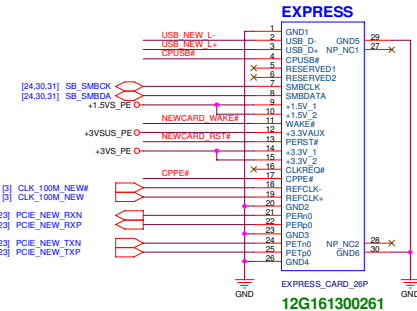 EXPRESS
1 GND1
USB_NEW_L- 2 USB_D- GND5 29
USB_NEW_L+ 3 USB_D+ NP_NC1 27
CPUSB# 4 CPUSB#
5 RESERVED1
6 RESERVED2
[24,30,31] SB_SMBCK 7 SMBCLK
[24,30,31] SB_SMBDA 8 SMBDATA
+1.5VS_PE 9 +1.5V_1
10 +1.5V_2
NEWCARD_WAKE# 11 WAKE#
+3VSUS_PE 12 +3.3VAUX
NEWCARD_RST# 13 PERST#
+3VS_PE 14 +3.3V_1
15 +3.3V_2
16 CLKREQ#
CPPE# 17 CPPE#
[3] CLK_100M_NEW# 18 REFCLK-
[3] CLK_100M_NEW 19 REFCLK+
20 GND2
23] PCIE_NEW_RXN 21 PERn0
23] PCIE_NEW_RXP 22 PERp0
23 GND3
23] PCIE_NEW_TXN 24 PETn0 NP_NC2 28
23] PCIE_NEW_TXP 25 PETp0 GND6 30
26 GND4
EXPRESS_CARD_26P
GND GND
12G161300261